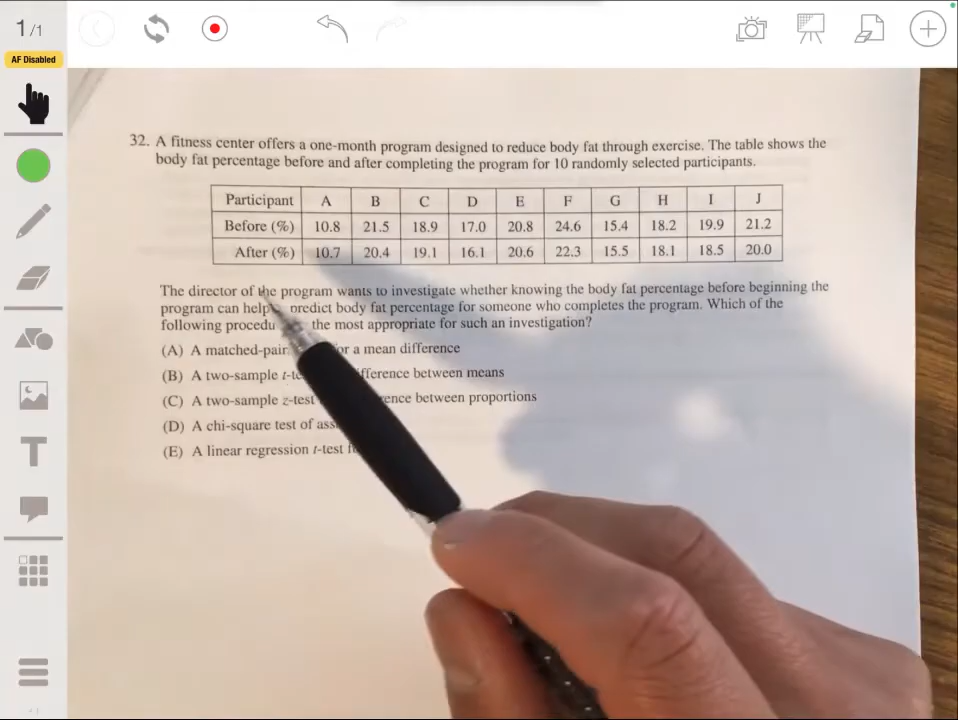 1/1
AF Disabled
T
32. A fitness center offers a one-month program designed to reduce body fat through exercise. The table shows the
body fat percentage before and after completing the program for 10 randomly selected participants.
Participant A B C D E F G H I J
Before (%) 10.8 21.5 18.9 17.0 20.8 24.6 15.4 18.2 19.9 21.2
After (%) 10.7 20.4 19.1 16.1 20.6 22.3 15.5 18.1 18.5 20.0
The director of the program wants to investigate whether knowing the body fat percentage before beginning the
program can help predict body fat percentage for someone who completes the program. Which of the
following the most appropriate for such an investigation?
(A) A for a mean difference
(B) A two-sample difference between means
(C) A two-sample z-test between proportions
(D) A chi-square test of
(E) A linear regression t-test